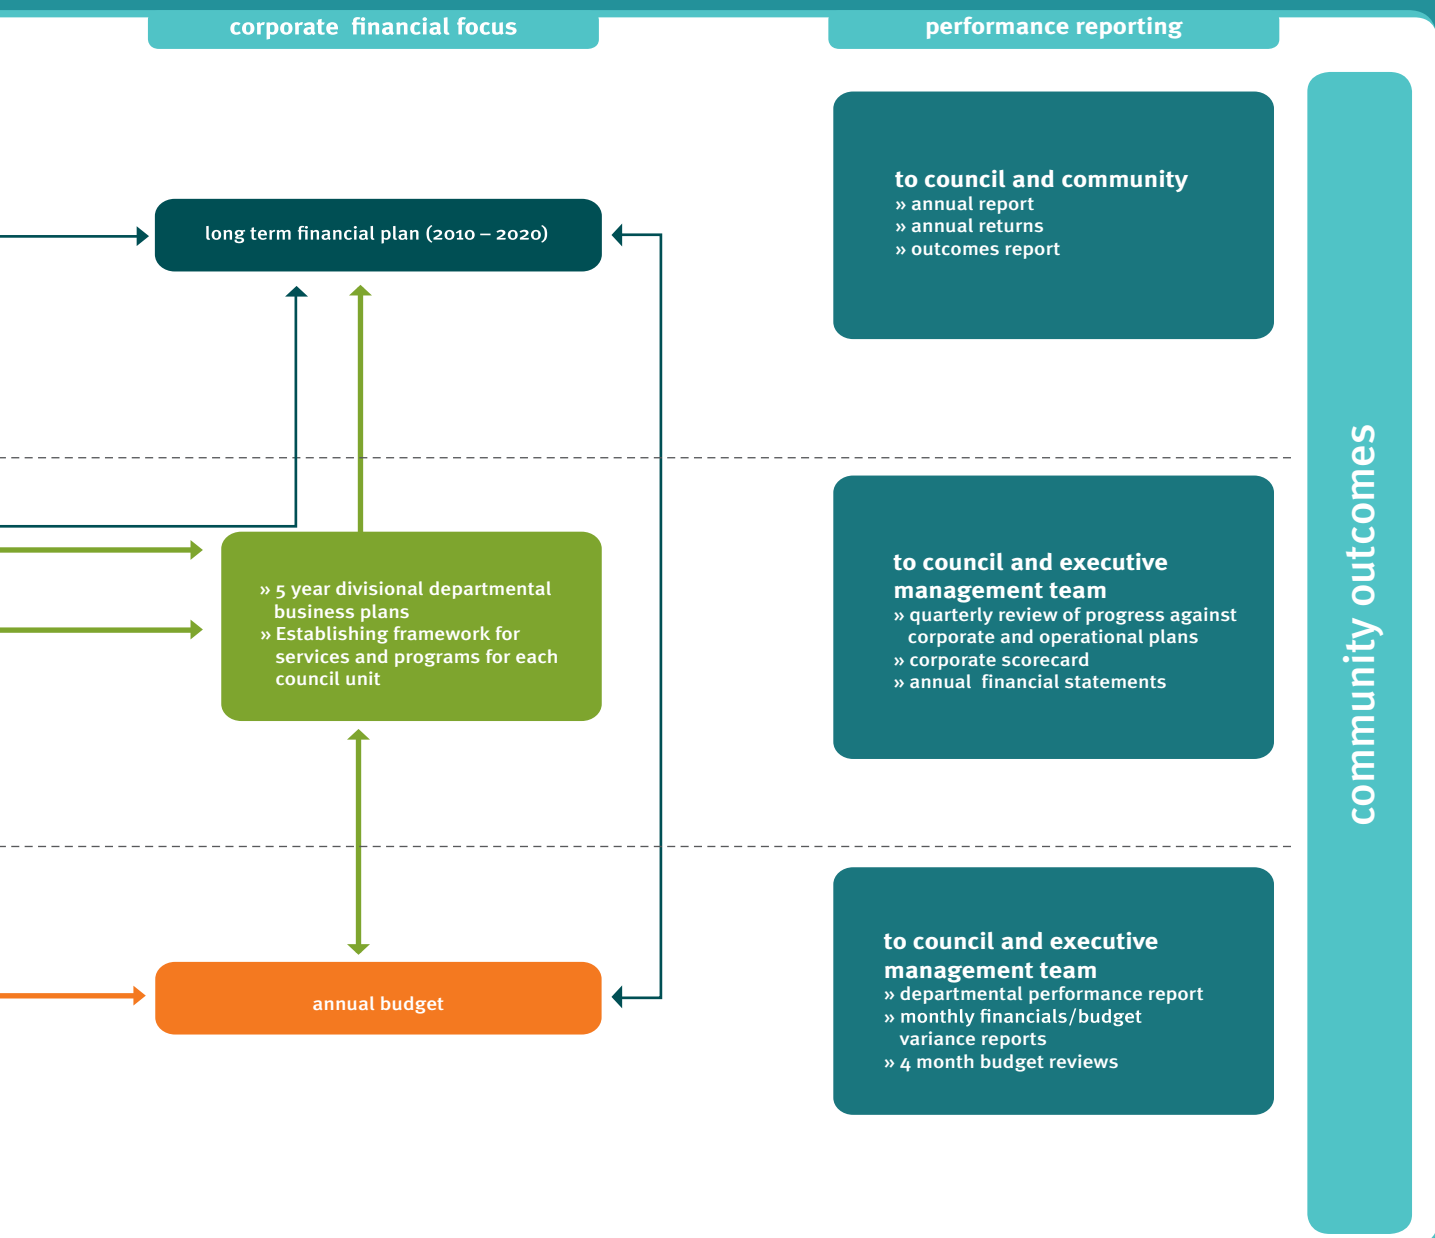 corporate financial focus
performance reporting
long term financial plan (2010 – 2020)
to council and community
» annual report
» annual returns
» outcomes report
» 5 year divisional departmental
business plans
» Establishing framework for
services and programs for each
council unit
to council and executive
management team
» quarterly review of progress against
corporate and operational plans
» corporate scorecard
» annual financial statements
annual budget
to council and executive
management team
» departmental performance report
» monthly financials/budget
variance reports
» 4 month budget reviews
community outcomes